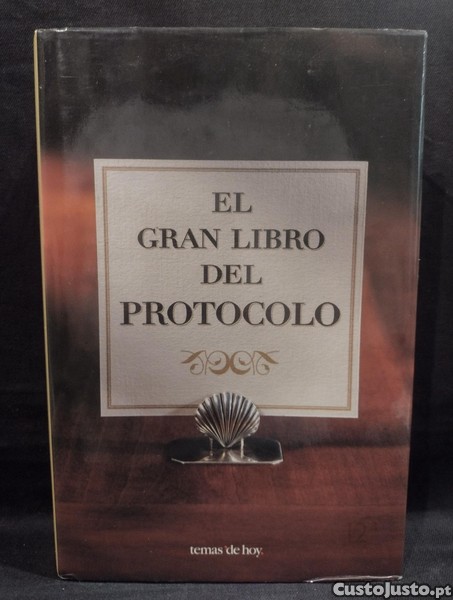 EL
GRAN LIBRO
DEL
PROTOCOLO
temas'de hoy.
CustoJusto.pt